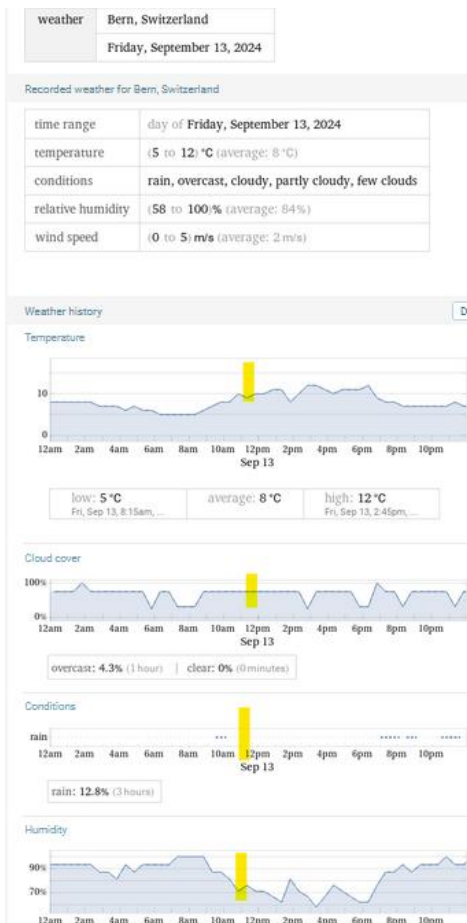 weather Bern, Switzerland
Friday, September 13, 2024
Recorded weather for Bern, Switzerland
time range day of Friday, September 13, 2024
temperature (5 to 12) °C (average: 8 °C)
conditions rain, overcast, cloudy, partly cloudy, few clouds
relative humidity (58 to 100)% (average: 84%)
wind speed (0 to 5) m/s (average: 2 m/s)
Weather history D
Temperature
10
0
12am 2am 4am 6am 8am 10am 12pm 2pm 4pm 6pm 8pm 10pm
Sep 13
low: 5 °C average: 8 °C high: 12 °C
Fri, Sep 13, 8:15am, ... Fri, Sep 13, 2:45pm, ...
Cloud cover
100%
0%
12am 2am 4am 6am 8am 10am 12pm 2pm 4pm 6pm 8pm 10pm
Sep 13
overcast: 4.3% (1 hour) | clear: 0% (0 minutes)
Conditions
rain
12am 2am 4am 6am 8am 10am 12pm 2pm 4pm 6pm 8pm 10pm
Sep 13
rain: 12.8% (3 hours)
Humidity
90%
70%
12am 2am 4am 6am 8am 10am 12pm 2pm 4pm 6pm 8pm 10pm